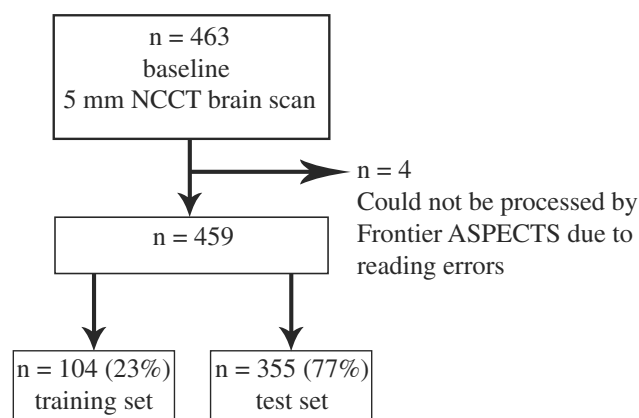 n = 463
baseline
5 mm NCCT brain scan
n = 4
Could not be processed by
Frontier ASPECTS due to
reading errors
n = 459
n = 104 (23%)
training set
n = 355 (77%)
test set